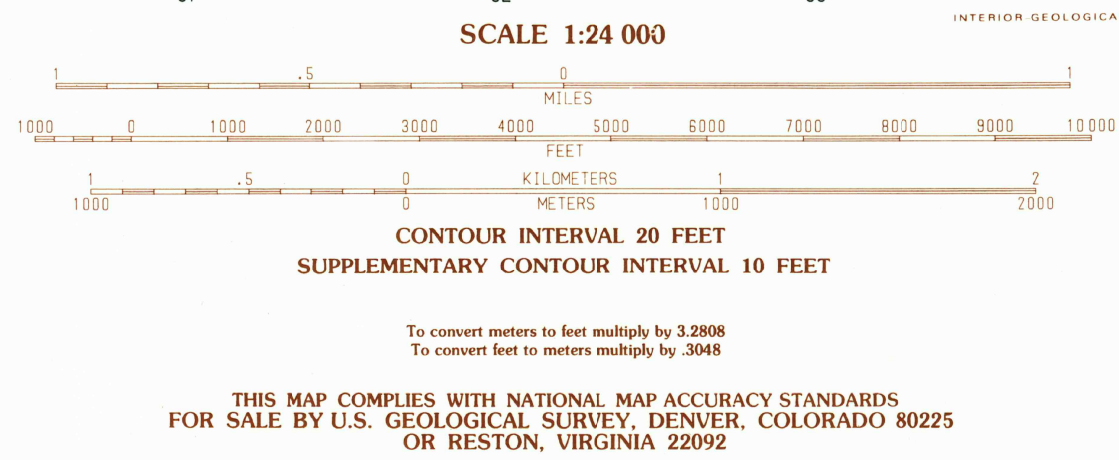 INTERIOR-GEOLOGICA
SCALE 1:24 000
1 .5 0 1
MILES
1000 0 1000 2000 3000 4000 5000 6000 7000 8000 9000 10 000
FEET
1 .5 0 KILOMETERS 1 2
1000 0 METERS 1000 2000
CONTOUR INTERVAL 20 FEET
SUPPLEMENTARY CONTOUR INTERVAL 10 FEET
To convert meters to feet multiply by 3.2808
To convert feet to meters multiply by .3048
THIS MAP COMPLIES WITH NATIONAL MAP ACCURACY STANDARDS
FOR SALE BY U.S. GEOLOGICAL SURVEY, DENVER, COLORADO 80225
OR RESTON, VIRGINIA 22092